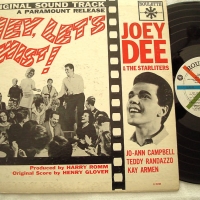 ORIGINAL SOUND TRACK
A PARAMOUNT RELEASE
HEY, LET'S
TWIST!
ROULETTE
JOEY
DEE
& THE STARLITERS
JO-ANN CAMPBELL
TEDDY RANDAZZO
KAY ARMEN
Produced by HARRY ROMM
Original Score by HENRY GLOVER